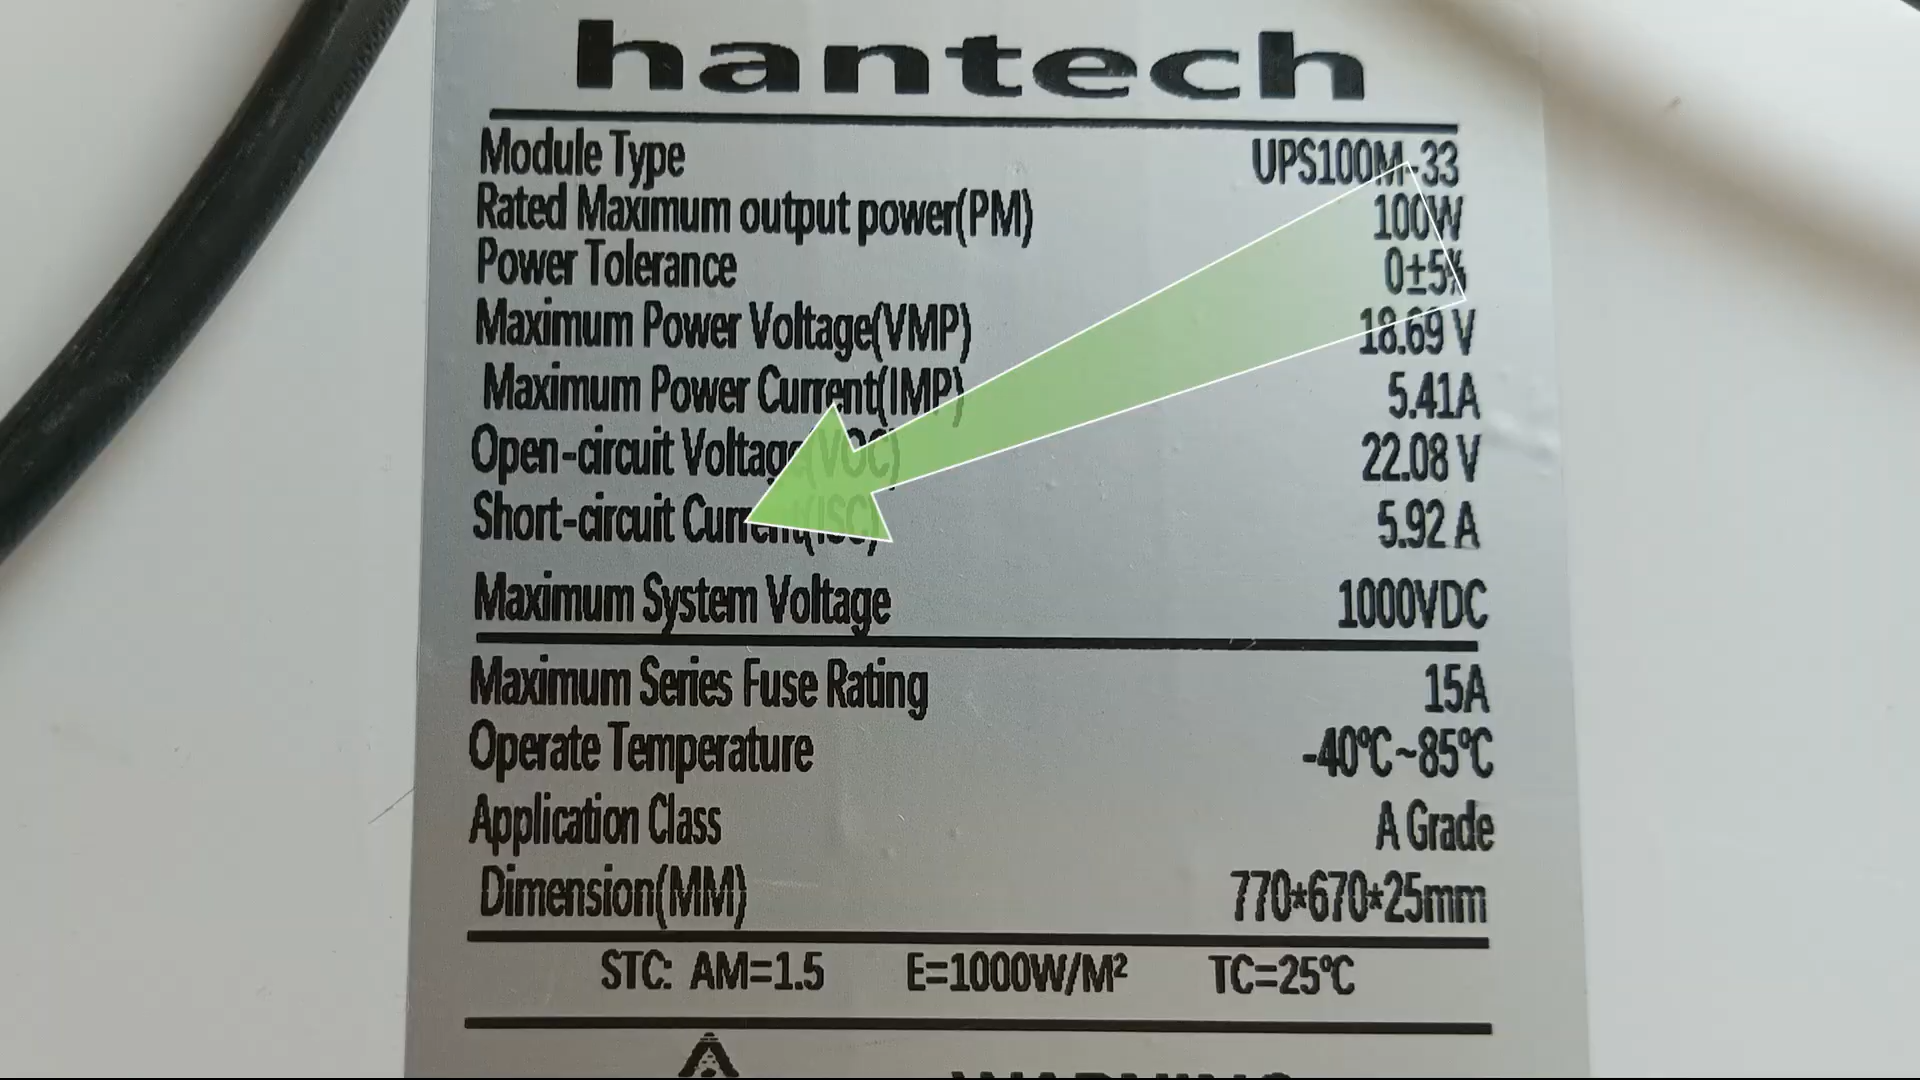 hantech
Module Type UPS100M-33
Rated Maximum output power(PM) 100W
Power Tolerance 0±5%
Maximum Power Voltage(VMP) 18.69 V
Maximum Power Current(IMP) 5.41A
Open-circuit Voltage(VOC) 22.08 V
Short-circuit Current(ISC) 5.92 A
Maximum System Voltage 1000VDC
Maximum Series Fuse Rating 15A
Operate Temperature -40℃~85℃
Application Class A Grade
Dimension(MM) 770*670*25mm
STC: AM=1.5 E=1000W/M² TC=25℃